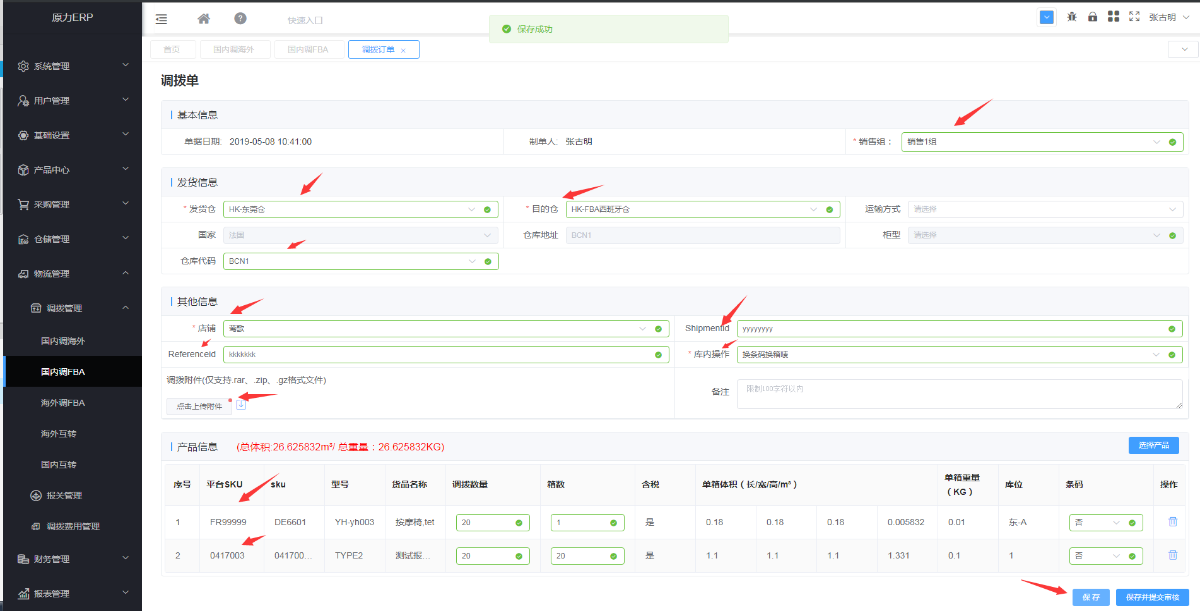 原力ERP
快速入口
保存成功
张古明
首页
国内调海外
国内调FBA
调拨订单
系统管理
用户管理
基础设置
产品中心
采购管理
仓储管理
物流管理
调拨管理
国内调海外
国内调FBA
海外调FBA
海外互转
国内互转
报关管理
调拨费用管理
财务管理
报表管理
调拨单
基本信息
单据日期: 2019-05-08 10:41:00
制单人: 张古明
* 销售组： 销售1组
发货信息
* 发货仓 HK-东莞仓
* 目的仓 HK-FBA西班牙仓
运输方式 请选择
国家 法国
仓库地址 BCN1
柜型 请选择
仓库代码 BCN1
其他信息
* 店铺 莺歌
ShipmentId yyyyyyyy
ReferenceId kkkkkkk
* 库内操作 换条码换箱唛
调拨附件(仅支持.rar、.zip、.gz格式文件)
点击上传附件 *
备注 限制100字符以内
产品信息 (总体积:26.625832m³/ 总重量：26.625832KG)
选择产品
序号 平台SKU sku 型号 货品名称 调拨数量 箱数 含税 单箱体积（长/宽/高/m³） 单箱重量（KG） 库位 条码 操作
1 FR99999 DE6601 YH-yh003 按摩椅.tet 20 1 是 0.18 0.18 0.18 0.005832 0.01 东-A 否
2 0417003 041700... TYPE2 测试报... 20 20 是 1.1 1.1 1.1 1.331 0.1 1 否
保 存
保存并提交审核